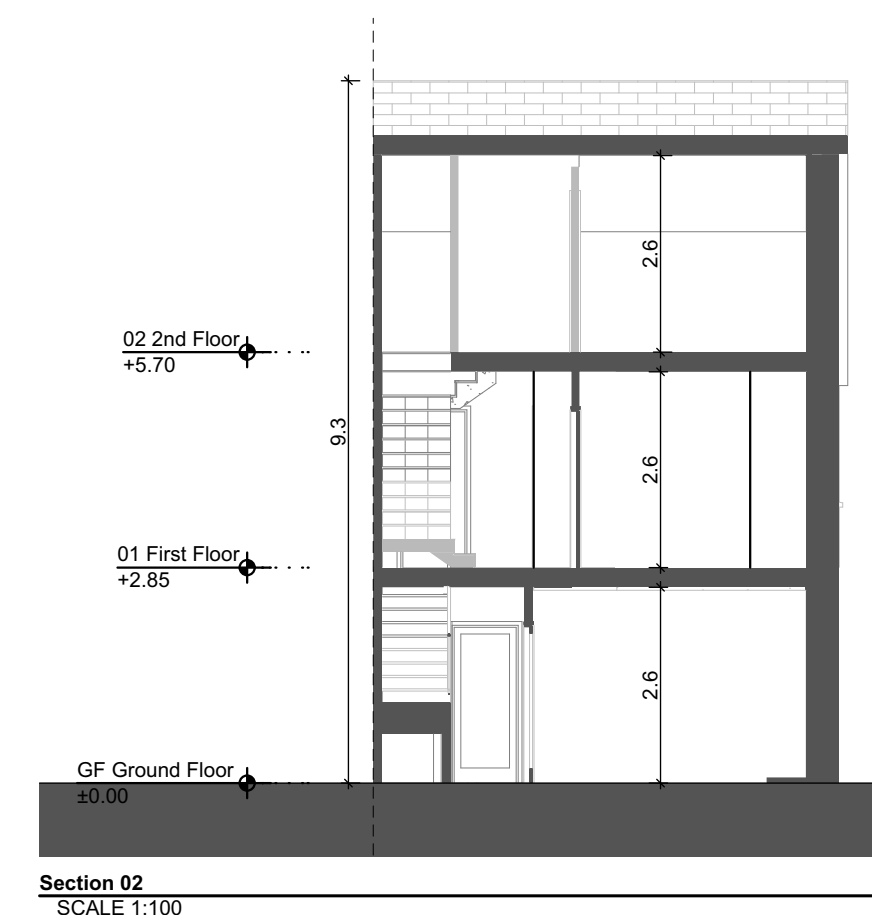 2.6
02 2nd Floor
+5.70
9.3
2.6
01 First Floor
+2.85
2.6
GF Ground Floor
±0.00
Section 02
SCALE 1:100